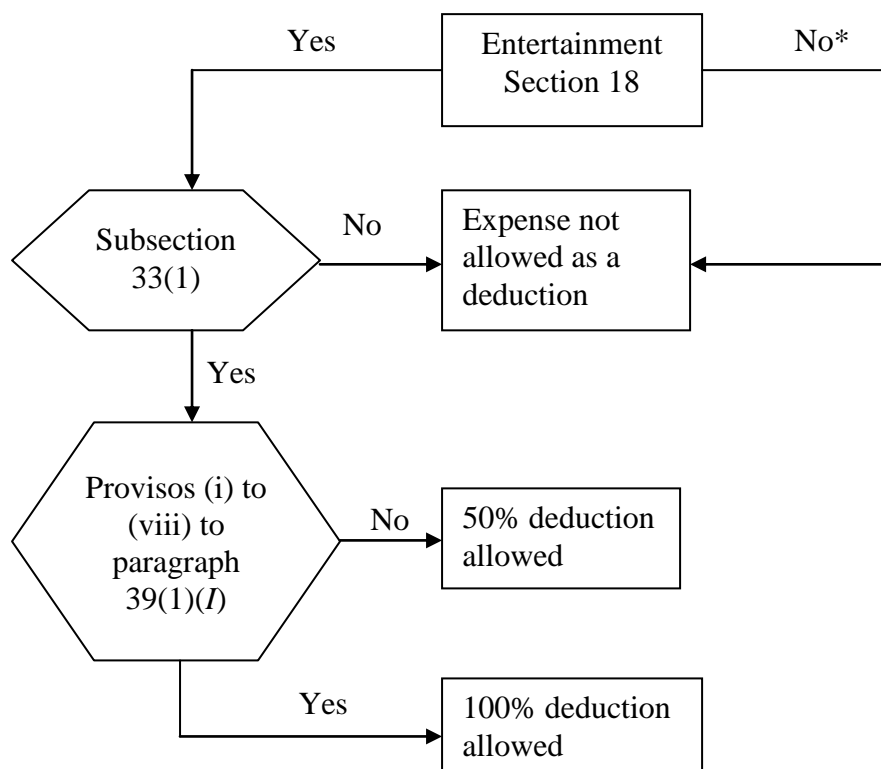 Yes
Entertainment
Section 18
No*
Subsection
33(1)
No
Expense not
allowed as a
deduction
Yes
Provisos (i) to
(viii) to
paragraph
39(1)(I)
No
50% deduction
allowed
Yes
100% deduction
allowed